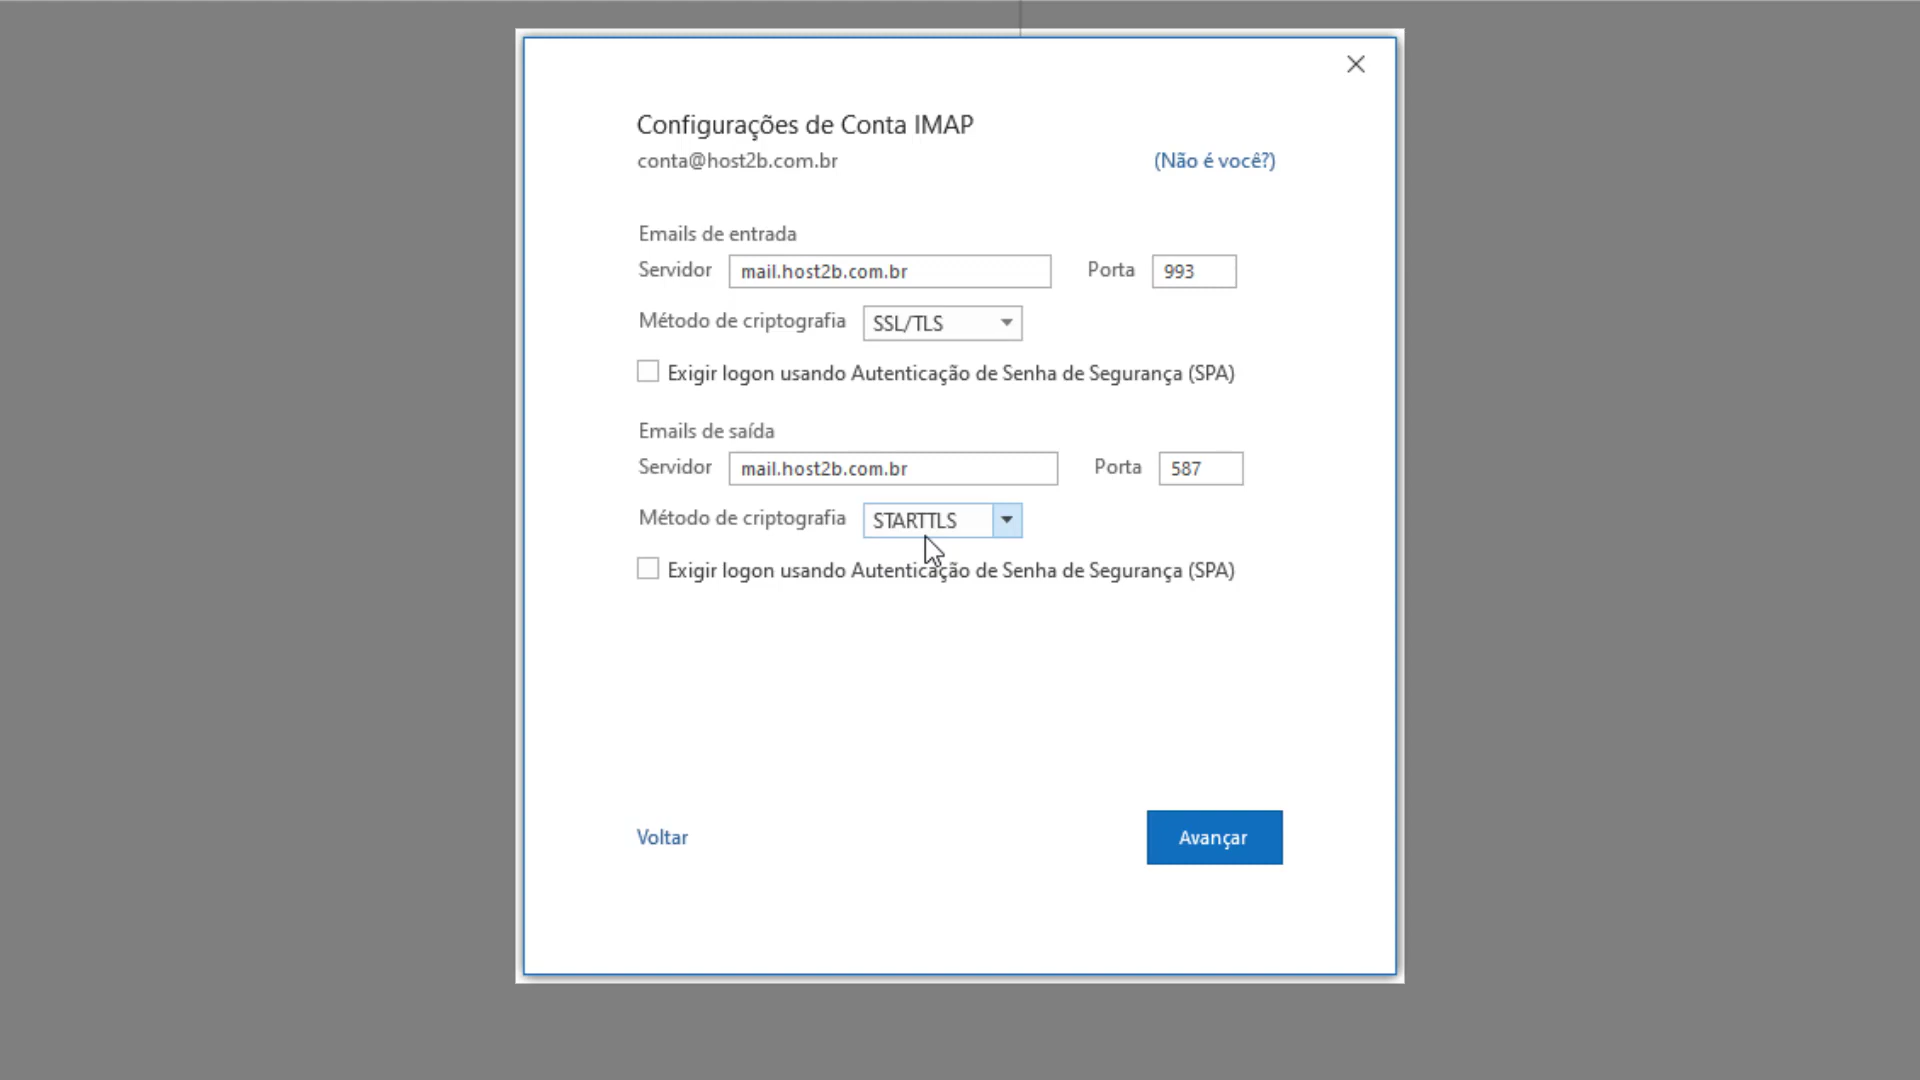 Configurações de Conta IMAP
conta@host2b.com.br (Não é você?)
Emails de entrada
Servidor mail.host2b.com.br Porta 993
Método de criptografia SSL/TLS
Exigir logon usando Autenticação de Senha de Segurança (SPA)
Emails de saída
Servidor mail.host2b.com.br Porta 587
Método de criptografia STARTTLS
Exigir logon usando Autenticação de Senha de Segurança (SPA)
Voltar Avançar